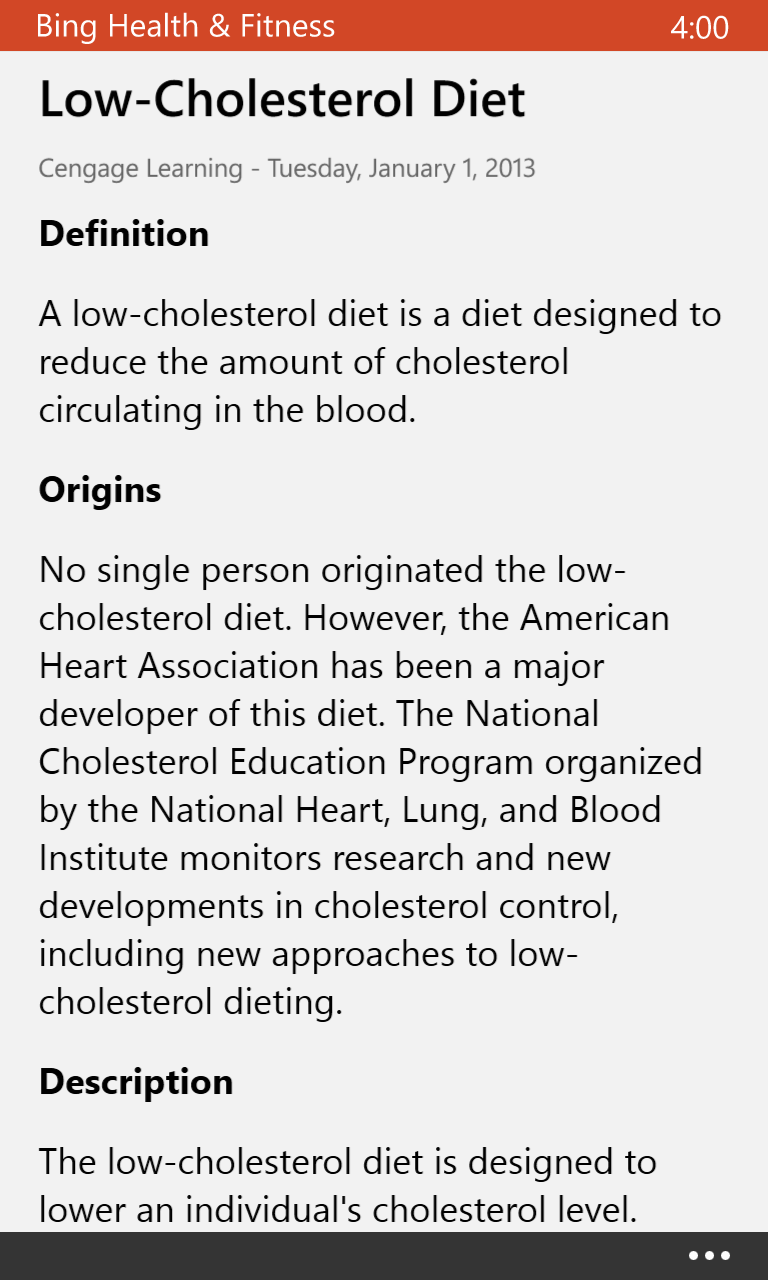 Bing Health & Fitness 4:00
Low-Cholesterol Diet
Cengage Learning - Tuesday, January 1, 2013
Definition
A low-cholesterol diet is a diet designed to
reduce the amount of cholesterol
circulating in the blood.
Origins
No single person originated the low-
cholesterol diet. However, the American
Heart Association has been a major
developer of this diet. The National
Cholesterol Education Program organized
by the National Heart, Lung, and Blood
Institute monitors research and new
developments in cholesterol control,
including new approaches to low-
cholesterol dieting.
Description
The low-cholesterol diet is designed to
lower an individual's cholesterol level.